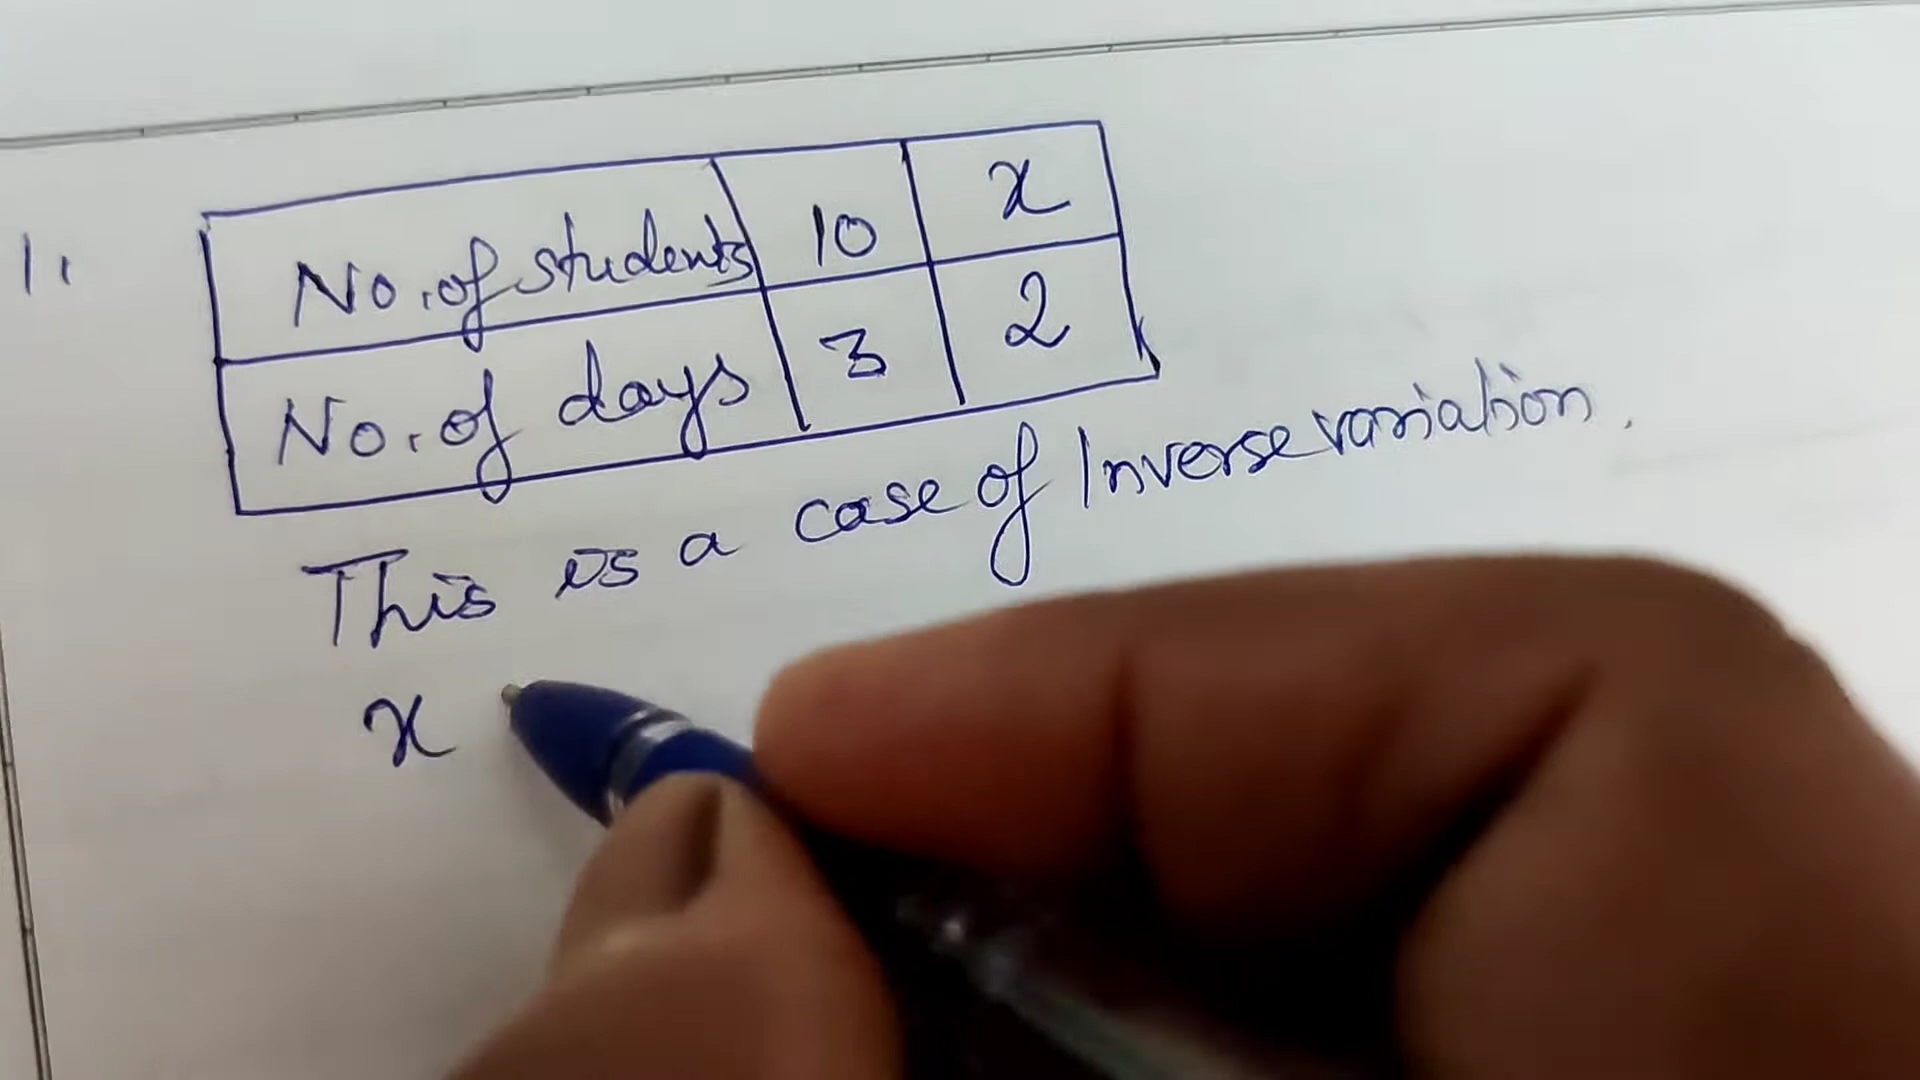 1.
No. of students 10 x
No. of days 3 2
This is a case of Inverse variation.
x